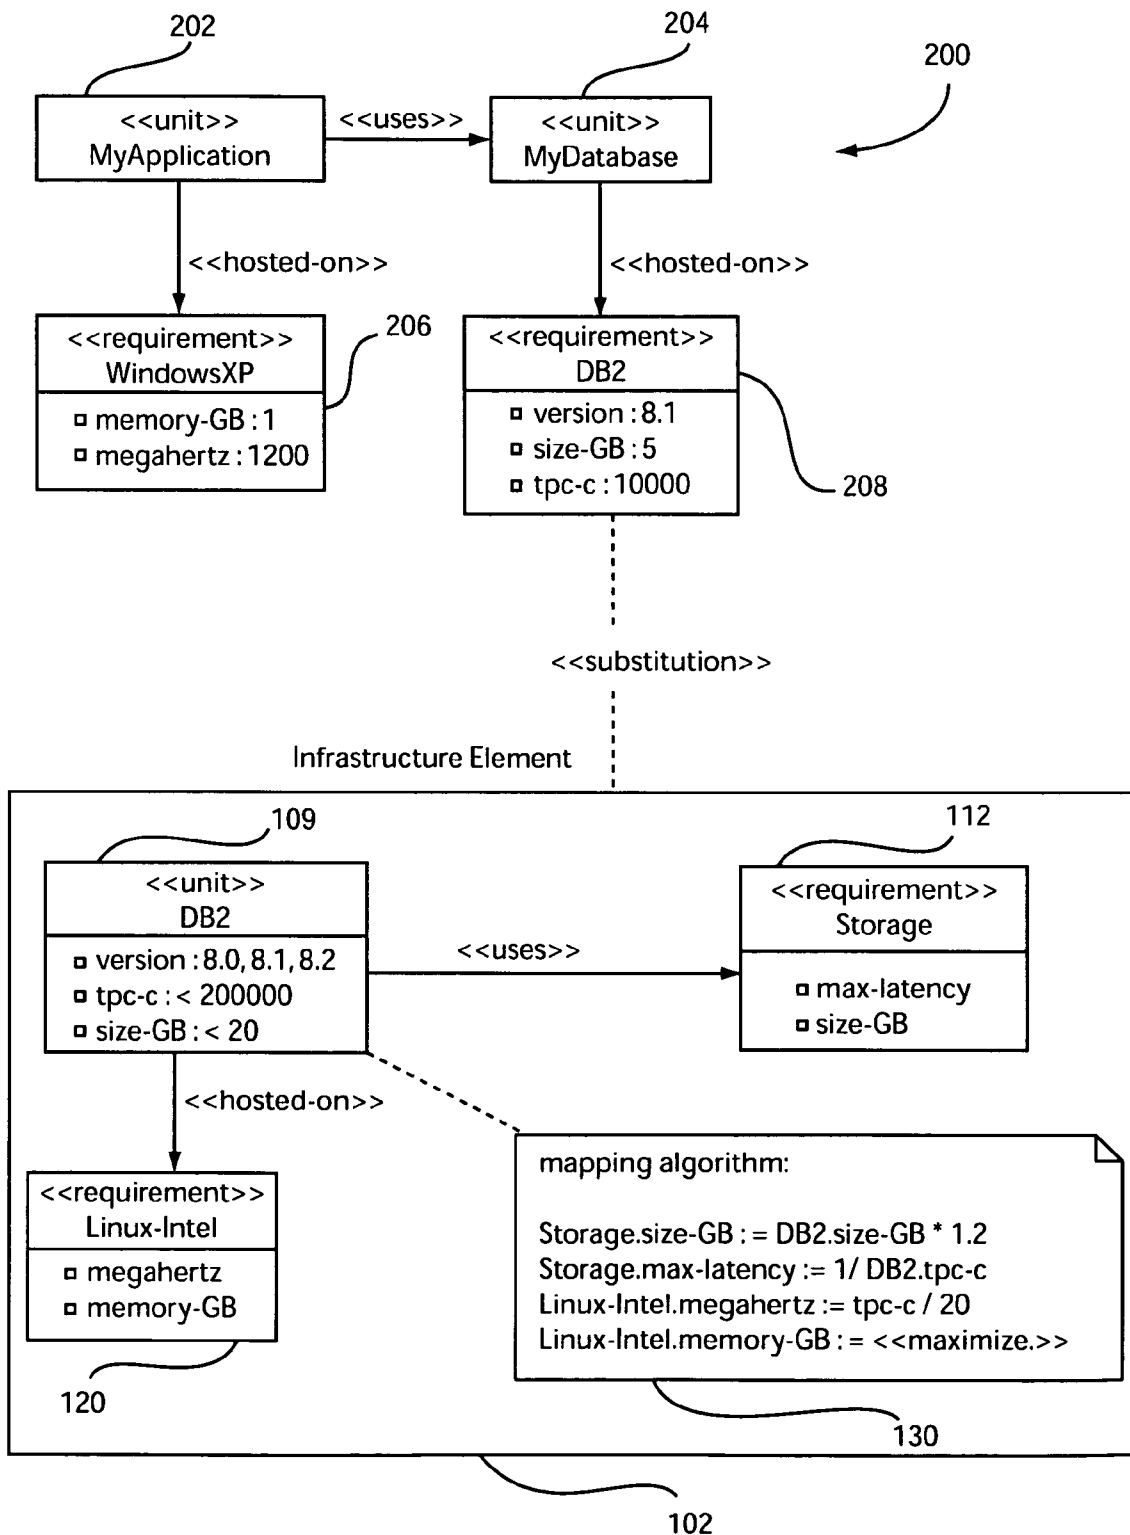 202
204
200
<<unit>>
MyApplication
<<uses>>
<<unit>>
MyDatabase
<<hosted-on>>
<<hosted-on>>
<<requirement>>
WindowsXP
memory-GB : 1
megahertz : 1200
206
<<requirement>>
DB2
version : 8.1
size-GB : 5
tpc-c : 10000
208
<<substitution>>
Infrastructure Element
109
112
<<unit>>
DB2
version : 8.0, 8.1, 8.2
tpc-c : < 200000
size-GB : < 20
<<uses>>
<<requirement>>
Storage
max-latency
size-GB
<<hosted-on>>
<<requirement>>
Linux-Intel
megahertz
memory-GB
120
mapping algorithm:
Storage.size-GB : = DB2.size-GB * 1.2
Storage.max-latency := 1/ DB2.tpc-c
Linux-Intel.megahertz := tpc-c / 20
Linux-Intel.memory-GB : = <<maximize.>>
130
102